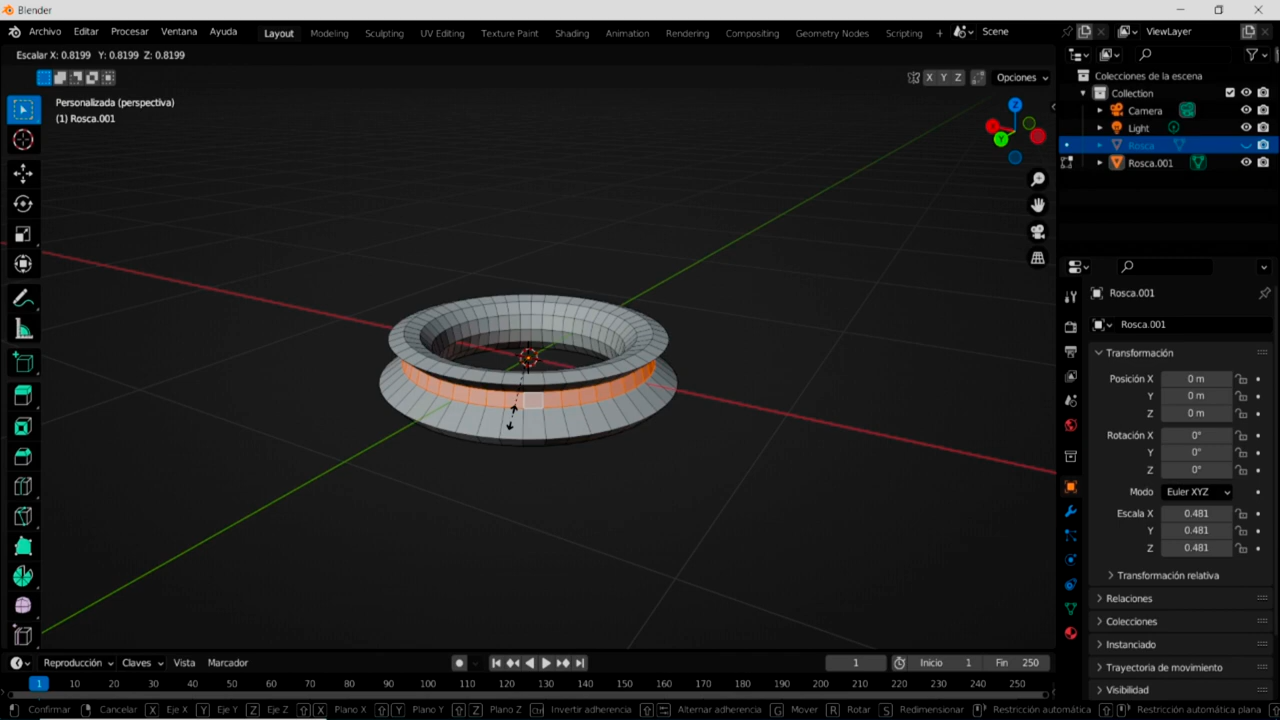 Blender
Archivo Editar Procesar Ventana Ayuda Layout Modeling Sculpting UV Editing Texture Paint Shading Animation Rendering Compositing Geometry Nodes Scripting + Scene ViewLayer
Escalar X: 0.8199 Y: 0.8199 Z: 0.8199
X Y Z Opciones
Personalizada (perspectiva)
(1) Rosca.001
Z
X
Y
Colecciones de la escena
Collection
Camera
Light
Rosca
Rosca.001
Rosca.001
Rosca.001
Transformación
Posición X 0 m
Y 0 m
Z 0 m
Rotación X 0°
Y 0°
Z 0°
Modo Euler XYZ
Escala X 0.481
Y 0.481
Z 0.481
Transformación relativa
Relaciones
Colecciones
Instanciado
Trayectoria de movimiento
Visibilidad
Reproducción Claves Vista Marcador 1 Inicio 1 Fin 250
1 10 20 30 40 50 60 70 80 90 100 110 120 130 140 150 160 170 180 190 200 210 220 230 240 250
Confirmar Cancelar X Eje X Y Eje Y Z Eje Z X Plano X Y Plano Y Z Plano Z Ctrl Invertir adherencia Alternar adherencia G Mover R Rotar S Redimensionar Restricción automática Restricción automática plana